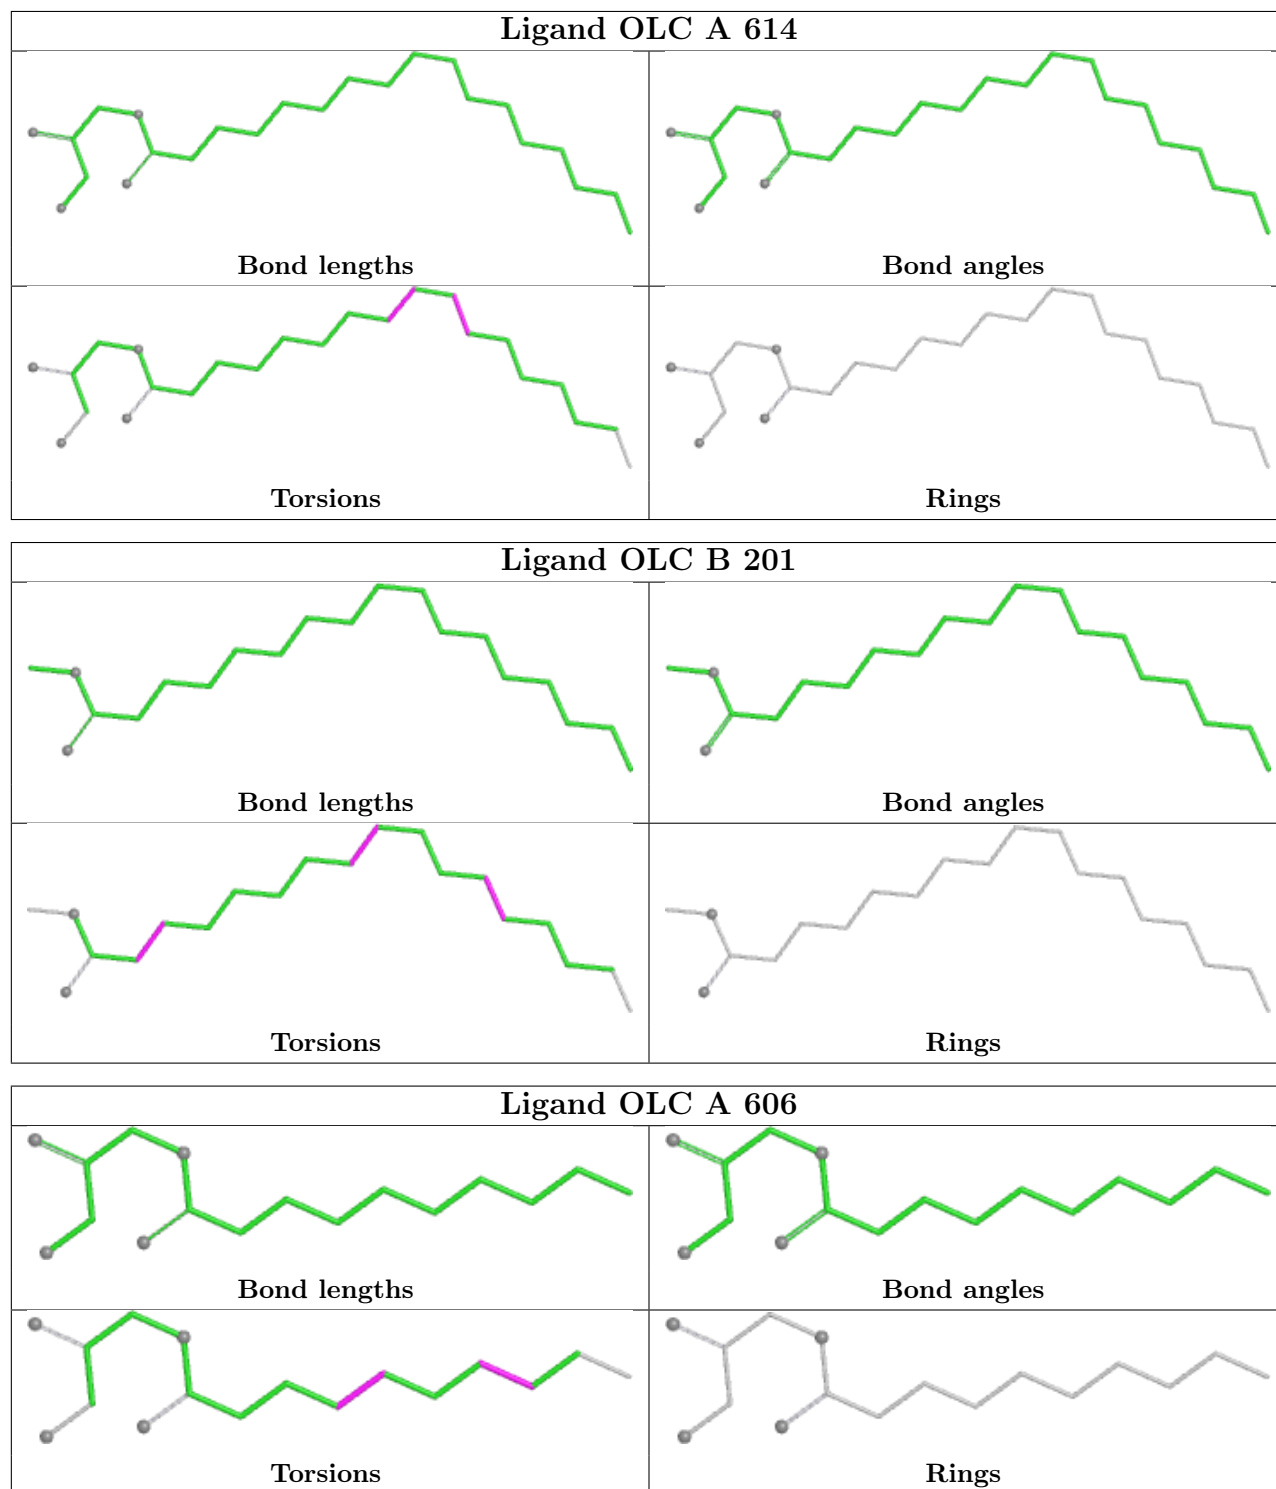 Ligand OLC A 614
Bond lengths
Bond angles
Torsions
Rings
Ligand OLC B 201
Bond lengths
Bond angles
Torsions
Rings
Ligand OLC A 606
Bond lengths
Bond angles
Torsions
Rings